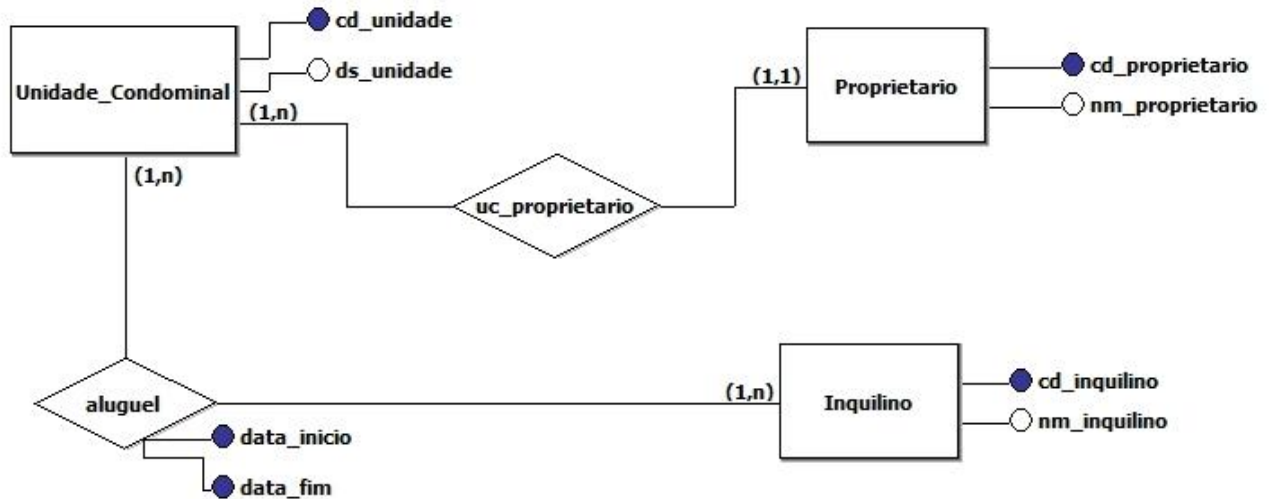 cd_unidade
ds_unidade
Unidade_Condominal
(1,n)
(1,n)
(1,1)
Proprietario
cd_proprietario
nm_proprietario
uc_proprietario
aluguel
data_inicio
data_fim
(1,n)
Inquilino
cd_inquilino
nm_inquilino